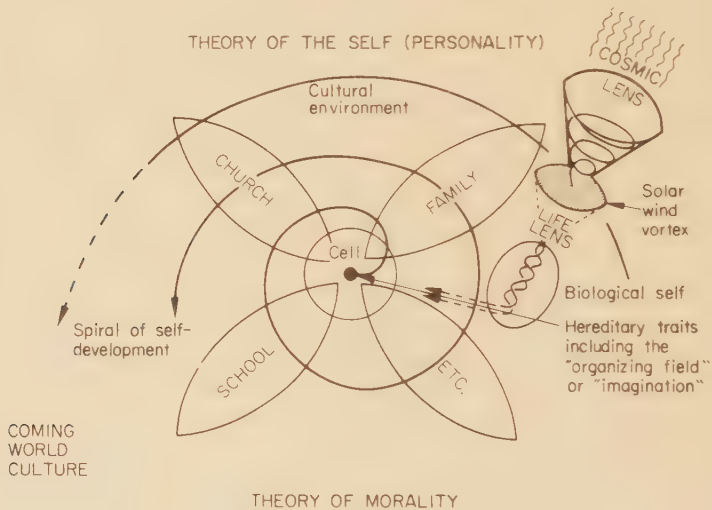 THEORY OF THE SELF (PERSONALITY)
COSMIC
LENS
Cultural
environment
CHURCH
FAMILY
Solar
wind
vortex
LIFE
LENS
Cell
Biological self
Spiral of self-
development
Hereditary traits
including the
"organizing field"
or "imagination"
SCHOOL
ETC.
COMING
WORLD
CULTURE
THEORY OF MORALITY